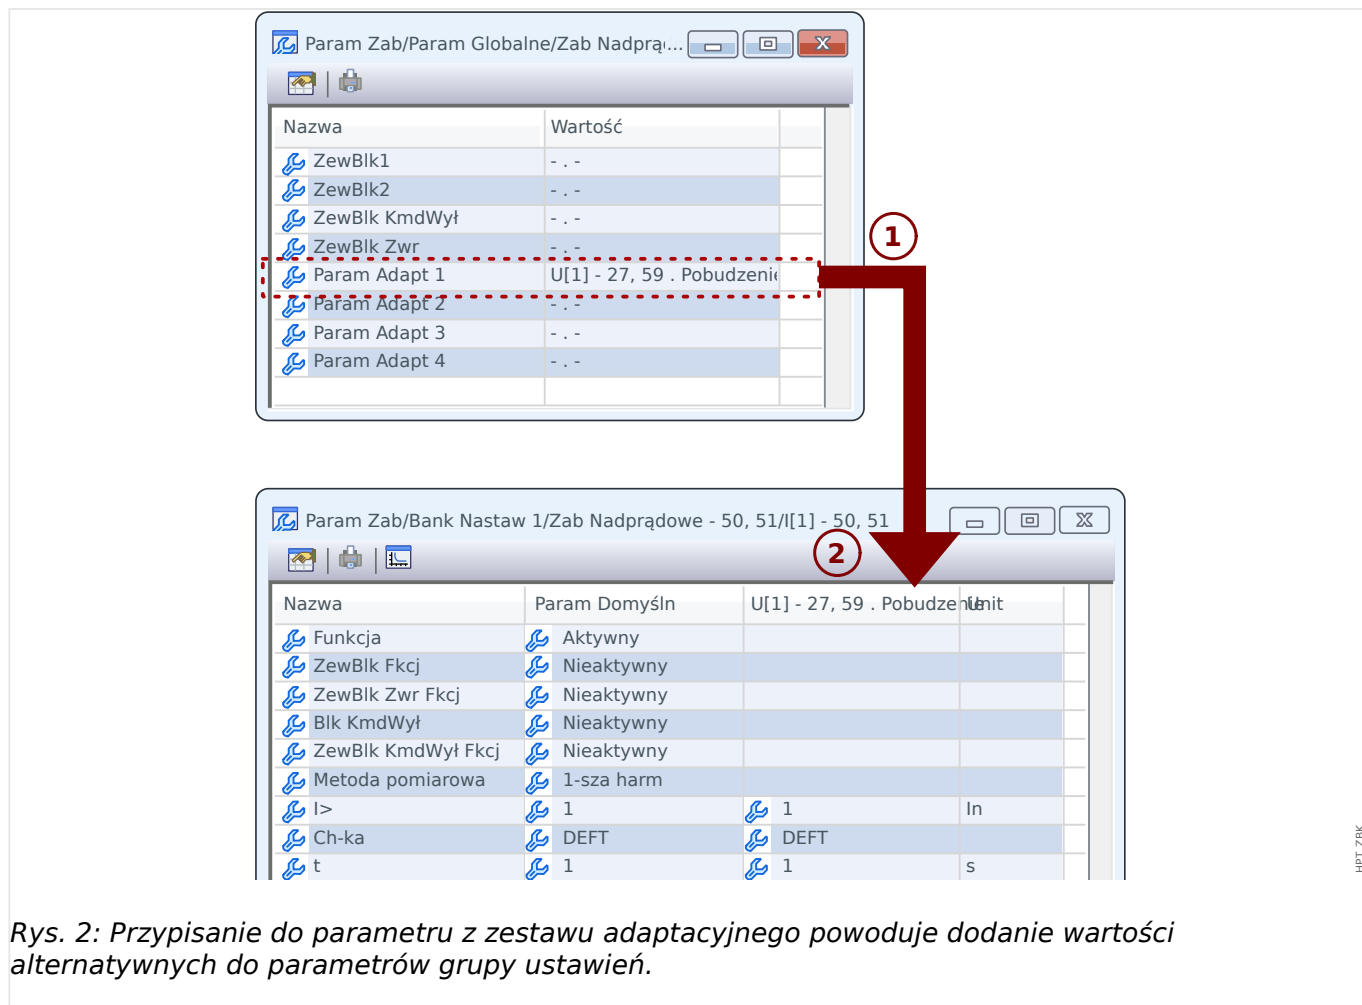 Param Zab/Param Globalne/Zab Nadprą...
Nazwa Wartość
ZewBlk1 - . -
ZewBlk2 - . -
ZewBlk KmdWył - . -
ZewBlk Zwr - . -
Param Adapt 1 U[1] - 27, 59 . Pobudzenie
Param Adapt 2 - . -
Param Adapt 3 - . -
Param Adapt 4 - . -
1
Param Zab/Bank Nastaw 1/Zab Nadprądowe - 50, 51/I[1] - 50, 51
2
Nazwa Param Domyśln U[1] - 27, 59 . Pobudzenie Unit
Funkcja Aktywny
ZewBlk Fkcj Nieaktywny
ZewBlk Zwr Fkcj Nieaktywny
Blk KmdWył Nieaktywny
ZewBlk KmdWył Fkcj Nieaktywny
Metoda pomiarowa 1-sza harm
I> 1 1 In
Ch-ka DEFT DEFT
t 1 1 s
HPT_ZBK
Rys. 2: Przypisanie do parametru z zestawu adaptacyjnego powoduje dodanie wartości
alternatywnych do parametrów grupy ustawień.